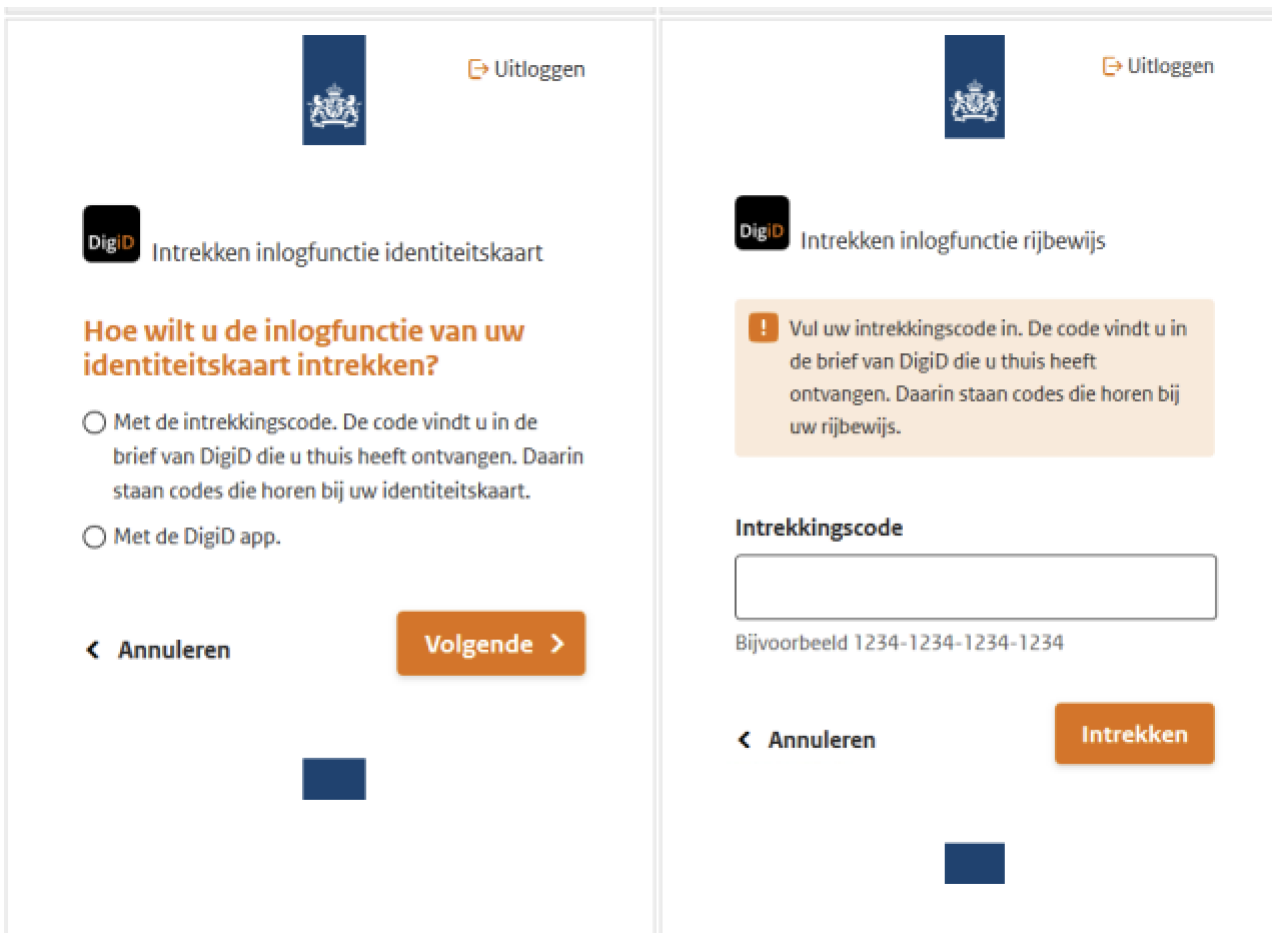 Uitloggen
DigiD Intrekken inlogfunctie identiteitskaart
Hoe wilt u de inlogfunctie van uw
identiteitskaart intrekken?
Met de intrekkingscode. De code vindt u in de
brief van DigiD die u thuis heeft ontvangen. Daarin
staan codes die horen bij uw identiteitskaart.
Met de DigiD app.
Annuleren
Volgende
Uitloggen
DigiD Intrekken inlogfunctie rijbewijs
! Vul uw intrekkingscode in. De code vindt u in
de brief van DigiD die u thuis heeft
ontvangen. Daarin staan codes die horen bij
uw rijbewijs.
Intrekkingscode
Bijvoorbeeld 1234-1234-1234-1234
Annuleren
Intrekken